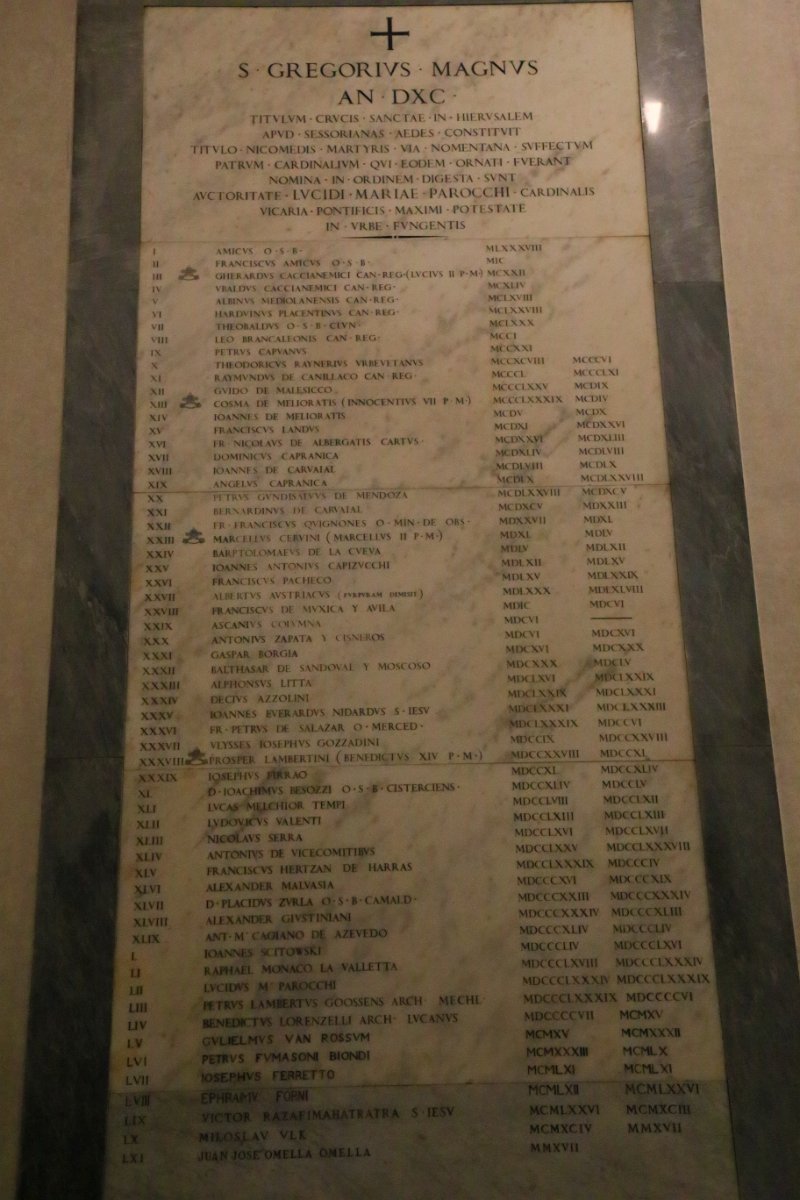 S · GREGORIVS · MAGNVS
AN · DXC ·
TITVLVM · CRVCIS · SANCTAE · IN · HIERVSALEM
APVD · SESSORIANAS · AEDES · CONSTITVIT
TITVLO · NICOMEDIS · MARTYRIS · VIA · NOMENTANA · SVFFECTVM
PATRVM · CARDINALIVM · QVI · EODEM · ORNATI · FVERANT
NOMINA · IN · ORDINEM · DIGESTA · SVNT
AVCTORITATE · LVCIDI · MARIAE · PAROCCHI · CARDINALIS
VICARIA · PONTIFICIS · MAXIMI · POTESTATE
IN · VRBE · FVNGENTIS
I AMICVS O · S · B · MLXXXVIII
II FRANCISCVS AMICVS O · S · B · MIC
III GHERARDVS CACCIANEMICI CAN · REG · (LVCIVS II P · M ·) MCXXII
IV VBALDVS CACCIANEMICI CAN · REG · MCXLIV
V ALBINVS MEDIOLANENSIS CAN · REG · MCLXVIII
VI HARDVINVS PLACENTINVS CAN · REG · MCLXXVIII
VII THEOBALDVS O · S · B · CLVN · MCLXXX
VIII LEO BRANCALEONIS CAN · REG · MCCI
IX PETRVS CAPVANVS MCCXXI
X THEODORICVS RAYNERIVS VRBEVETANVS MCCXCVIII MCCCVI
XI RAYMVNDVS DE CANILLACO CAN · REG · MCCCL MCCCLXI
XII GVIDO DE MALESICCO MCCCLXXV MCDIX
XIII COSMA DE MELIORATIS (INNOCENTIVS VII P · M ·) MCCCLXXXIX MCDIV
XIV IOANNES DE MELIORATIS MCDV MCDX
XV FRANCISCVS LANDVS MCDXI MCDXXVI
XVI FR · NICOLAVS DE ALBERGATIS CARTVS · MCDXXVI MCDXLIII
XVII DOMINICVS CAPRANICA MCDXLIV MCDLVIII
XVIII IOANNES DE CARVAIAL MCDLVIII MCDLX
XIX ANGELVS CAPRANICA MCDLX MCDLXXVIII
XX PETRVS GVNDISALVVS DE MENDOZA MCDLXXVIII MCDXCV
XXI BERNARDINVS DE CARVAIAL MCDXCV MDXXIII
XXII FR · FRANCISCVS QVIGNONES O · MIN · DE OBS · MDXXVII MDXL
XXIII MARCELLVS CERVINI (MARCELLVS II P · M ·) MDXL MDLV
XXIV BARPTOLOMAEVS DE LA CVEVA MDLV MDLXII
XXV IOANNES ANTONIVS CAPIZVCCHI MDLXII MDLXV
XXVI FRANCISCVS PACHECO MDLXV MDLXXIX
XXVII ALBERTVS AVSTRIACVS (PVRPVRAM DIMISIT) MDLXXX MDLXLVIII
XXVIII FRANCISCVS DE MVXICA Y AVILA MDIC MDCVI
XXIX ASCANIVS COLVMNA MDCVI
XXX ANTONIVS ZAPATA Y CISNEROS MDCVI MDCXVI
XXXI GASPAR BORGIA MDCXVI MDCXXX
XXXII BALTHASAR DE SANDOVAL Y MOSCOSO MDCXXX MDCLV
XXXIII ALPHONSVS LITTA MDCLXVI MDCLXXIX
XXXIV DECIVS AZZOLINI MDCLXXIX MDCLXXXI
XXXV IOANNES EVERARDVS NIDARDVS S · IESV MDCLXXXI MDCLXXXIII
XXXVI FR · PETRVS DE SALAZAR O · MERCED · MDCLXXXIX MDCCVI
XXXVII VLYSSES IOSEPHVS GOZZADINI MDCCIX MDCCXXVIII
XXXVIII PROSPER LAMBERTINI (BENEDICTVS XIV P · M ·) MDCCXXVIII MDCCXL
XXXIX IOSEPHVS FIRRAO MDCCXL MDCCXLIV
XL D · IOACHIMVS BESOZZI O · S · B · CISTERCIENS · MDCCXLIV MDCCLV
XLI LVCAS MELCHIOR TEMPI MDCCLVIII MDCCLXII
XLII LVDOVICVS VALENTI MDCCLXIII MDCCLXIII
XLIII NICOLAVS SERRA MDCCLXVI MDCCLXVII
XLIV ANTONIVS DE VICECOMITIBVS MDCCLXXV MDCCLXXXVIII
XLV FRANCISCVS HERTZAN DE HARRAS MDCCLXXXIX MDCCCIV
XLVI ALEXANDER MALVASIA MDCCCXVI MDCCCXIX
XLVII D · PLACIDVS ZVRLA O · S · B · CAMALD · MDCCCXXIII MDCCCXXXIV
XLVIII ALEXANDER GIVSTINIANI MDCCCXXXIV MDCCCXLIII
XLIX ANT · M · CAGIANO DE AZEVEDO MDCCCXLIV MDCCCLIV
L IOANNES SCITOWSKI MDCCCLIV MDCCCLXVI
LI RAPHAEL MONACO LA VALLETTA MDCCCLXVIII MDCCCLXXXIV
LII LVCIDVS M · PAROCCHI MDCCCLXXXIV MDCCCLXXXIX
LIII PETRVS LAMBERTVS GOOSSENS ARCH · MECHL · MDCCCLXXXIX MDCCCCVI
LIV BENEDICTVS LORENZELLI ARCH · LVCANVS MDCCCCVII MCMXV
LV GVLIELMVS VAN ROSSVM MCMXV MCMXXXII
LVI PETRVS FVMASONI BIONDI MCMXXXIII MCMLX
LVII IOSEPHVS FERRETTO MCMLXI MCMLXI
LVIII EPHRAIMV FORNI MCMLXII MCMLXXVI
LIX VICTOR RAZAFIMAHATRATRA S IESV MCMLXXVI MCMXCIII
LX MILOSLAV VLK MCMXCIV MMXVII
LXI JUAN JOSE OMELLA OMELLA MMXVII